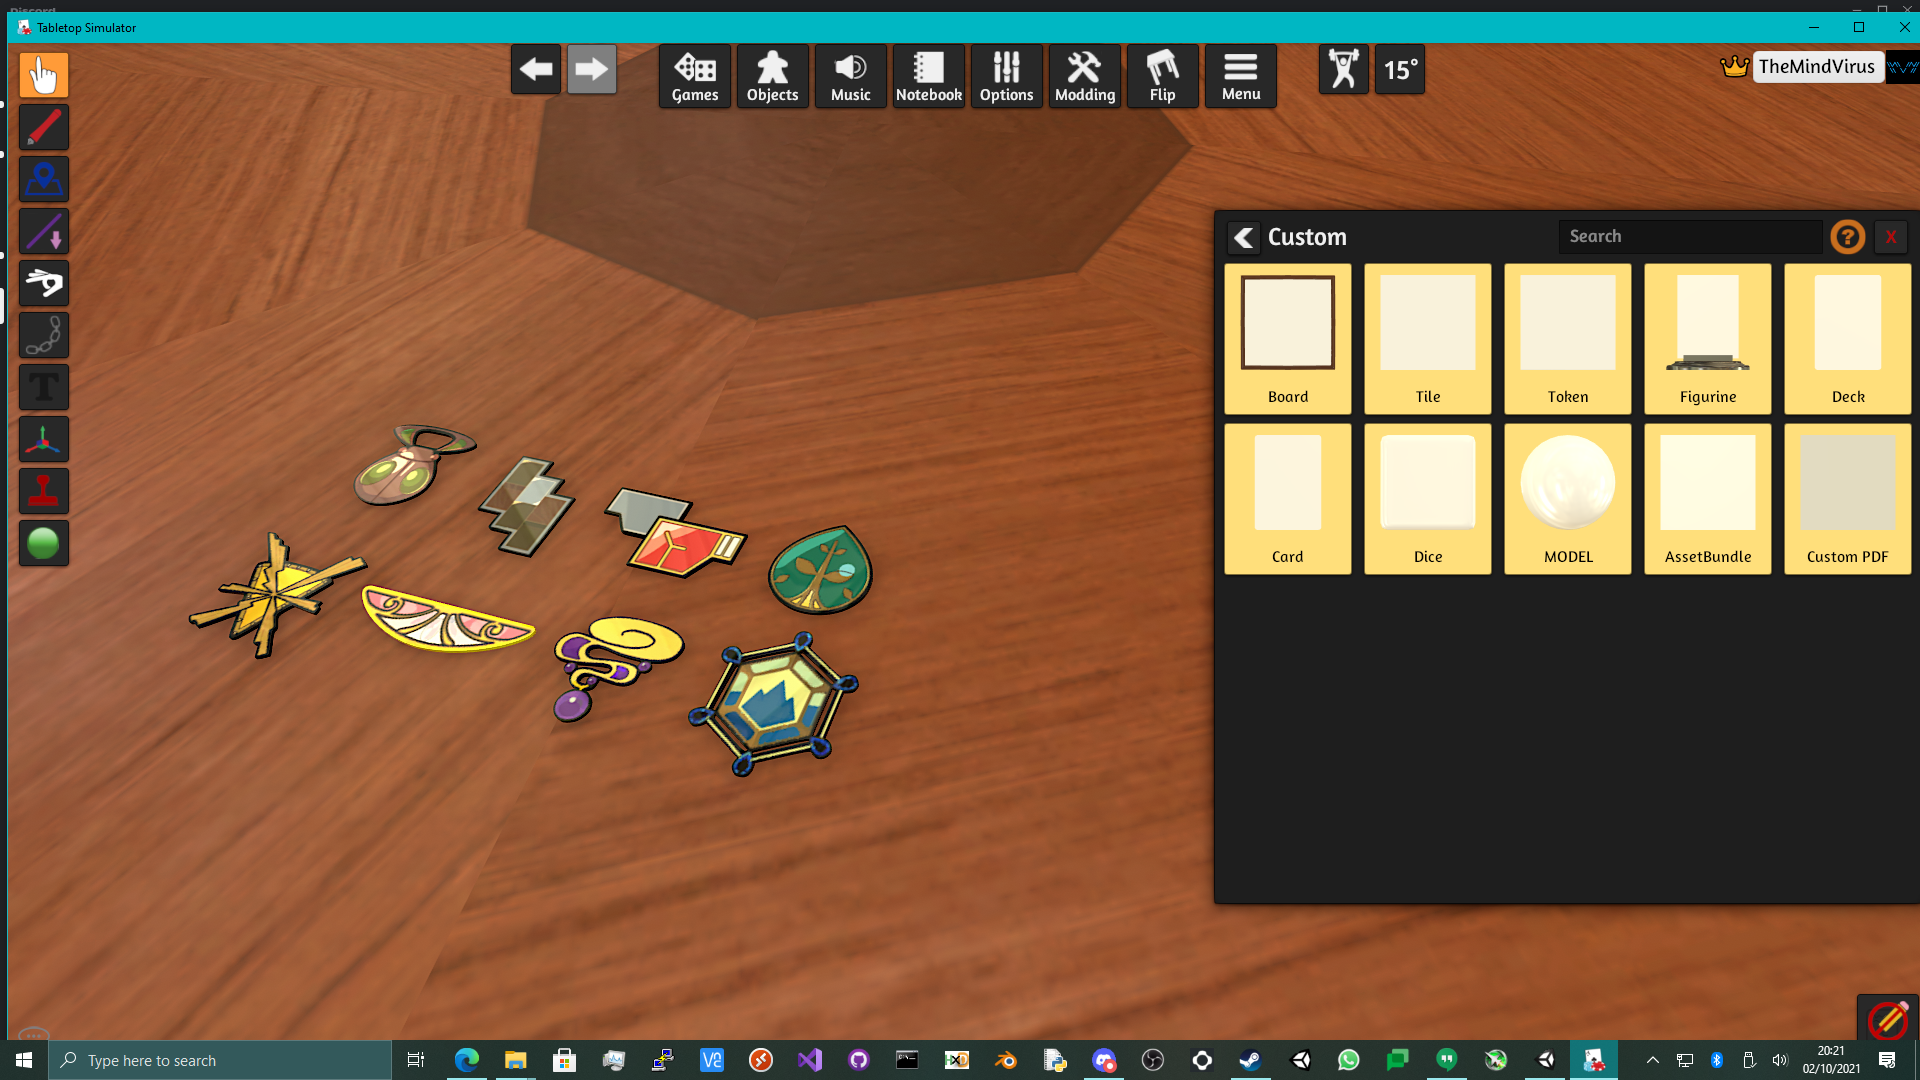 Discord
Tabletop Simulator
Games
Objects
Music
Notebook
Options
Modding
Flip
Menu
15°
TheMindVirus
T
Custom
Search
?
X
Board
Tile
Token
Figurine
Deck
Card
Dice
MODEL
AssetBundle
Custom PDF
Type here to search
20:21
02/10/2021